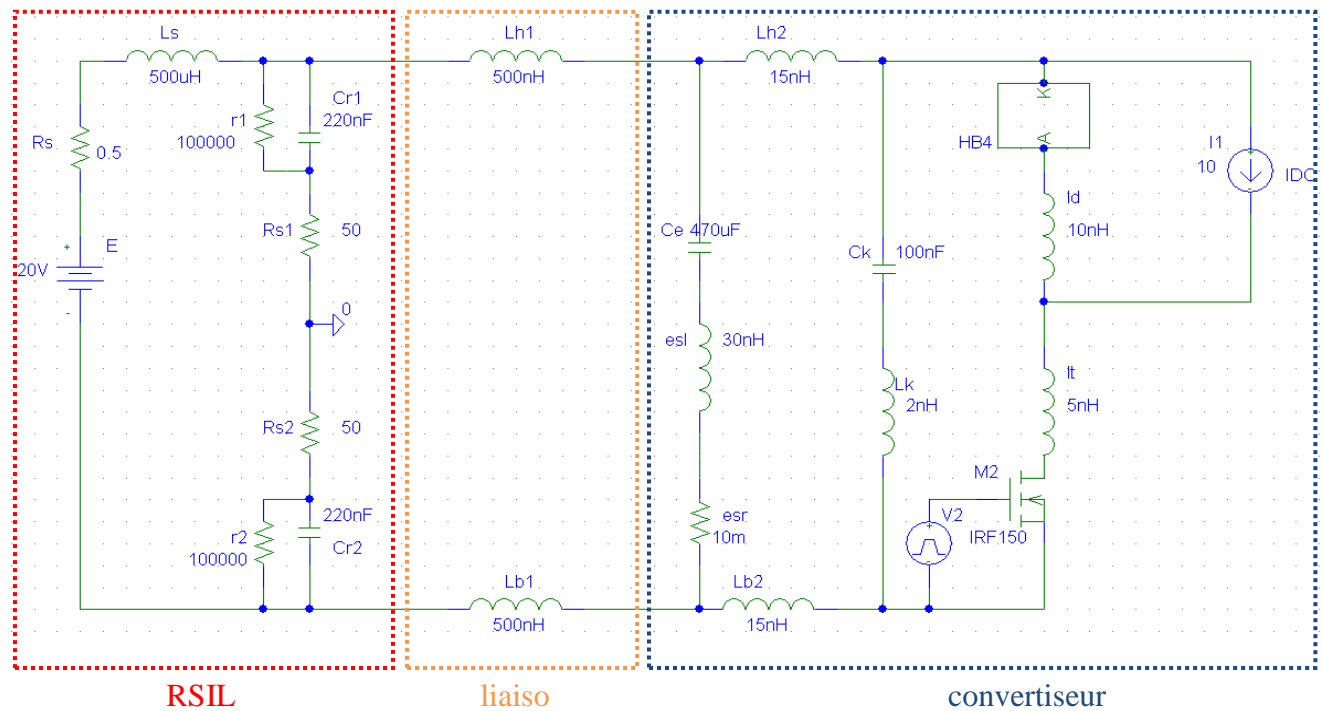 Ls
500uH
Rs
0.5
r1
100000
Cr1
220nF
Rs1 50
E
20V
+
-
0
Rs2 50
r2
100000
220nF
Cr2
Lh1
500nH
Lb1
500nH
Lh2
15nH
Ce 470uF
esl 30nH
esr
10m
Lb2
15nH
Ck 100nF
Lk
2nH
K
A
HB4
ld
10nH
lt
5nH
M2
IRF150
V2
+
-
I1
10
IDC
+
-
RSIL
liaiso
convertiseur